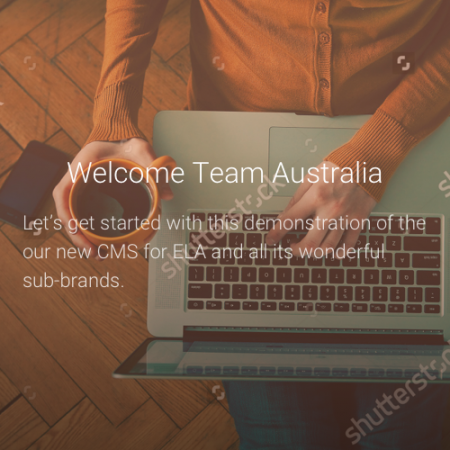 Welcome Team Australia
Let's get started with this demonstration of the
our new CMS for ELA and all its wonderful
sub-brands.
shutterstock
shutterstock
shutterstock